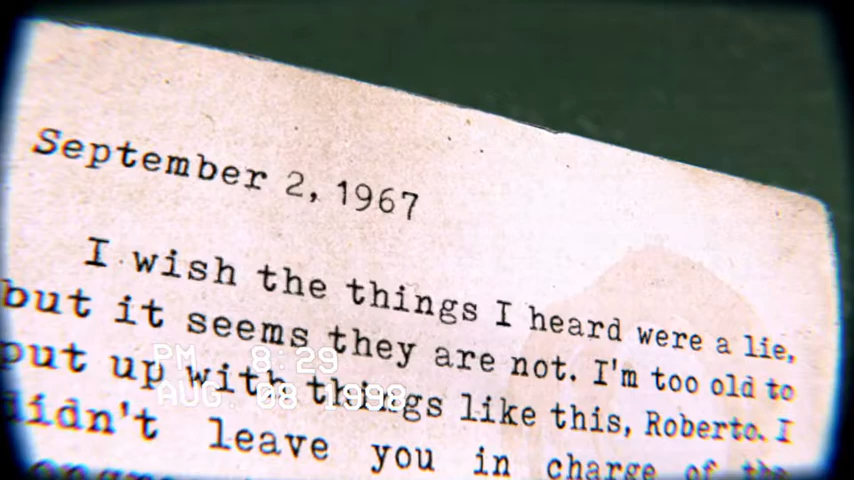 September 2, 1967
I wish the things I heard were a lie,
but it seems they are not. I'm too old to
put up with things like this, Roberto. I
didn't leave you in charge of the
PM 8:29
AUG. 08 1998